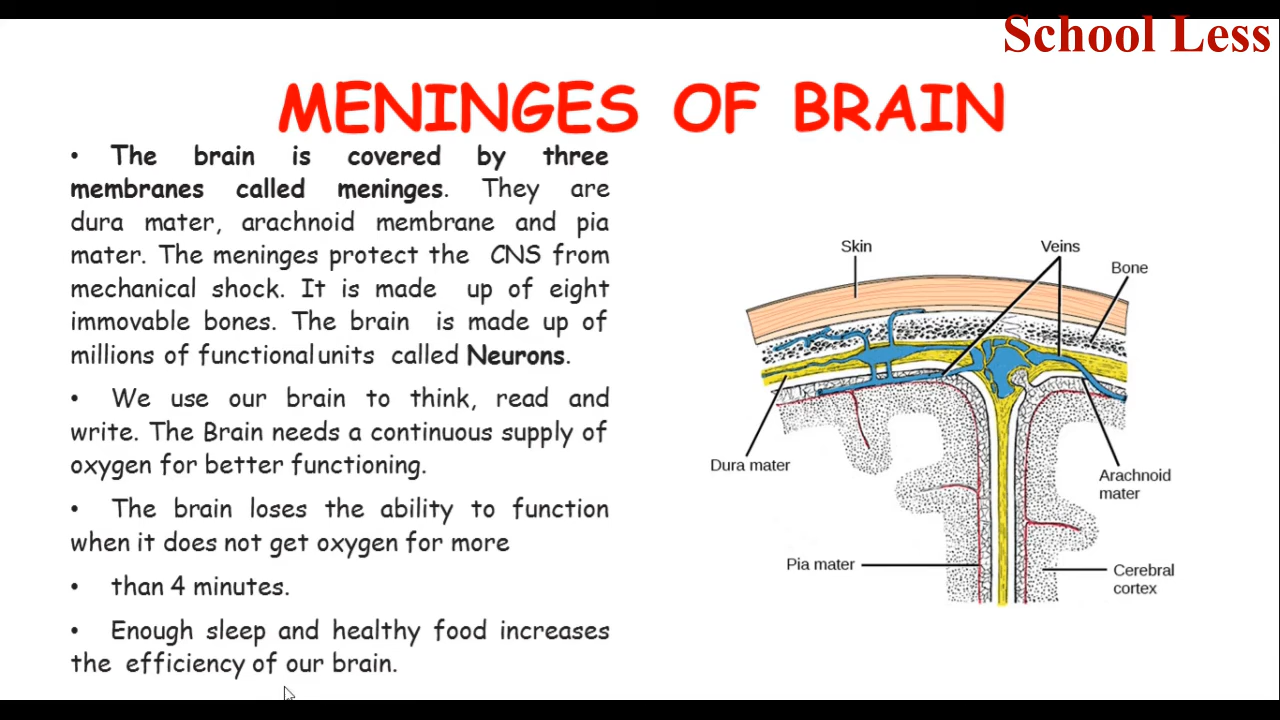 School Less
MENINGES OF BRAIN
• The brain is covered by three
membranes called meninges. They are
dura mater, arachnoid membrane and pia
mater. The meninges protect the CNS from
mechanical shock. It is made up of eight
immovable bones. The brain is made up of
millions of functional units called Neurons.
• We use our brain to think, read and
write. The Brain needs a continuous supply of
oxygen for better functioning.
• The brain loses the ability to function
when it does not get oxygen for more
• than 4 minutes.
• Enough sleep and healthy food increases
the efficiency of our brain.
Skin
Veins
Bone
Dura mater
Arachnoid
mater
Pia mater
Cerebral
cortex